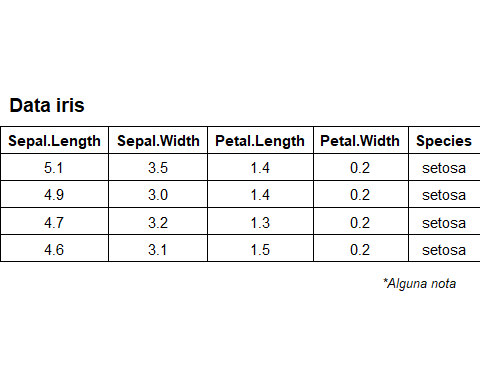 Data iris
Sepal.Length Sepal.Width Petal.Length Petal.Width Species
5.1 3.5 1.4 0.2 setosa
4.9 3.0 1.4 0.2 setosa
4.7 3.2 1.3 0.2 setosa
4.6 3.1 1.5 0.2 setosa
*Alguna nota